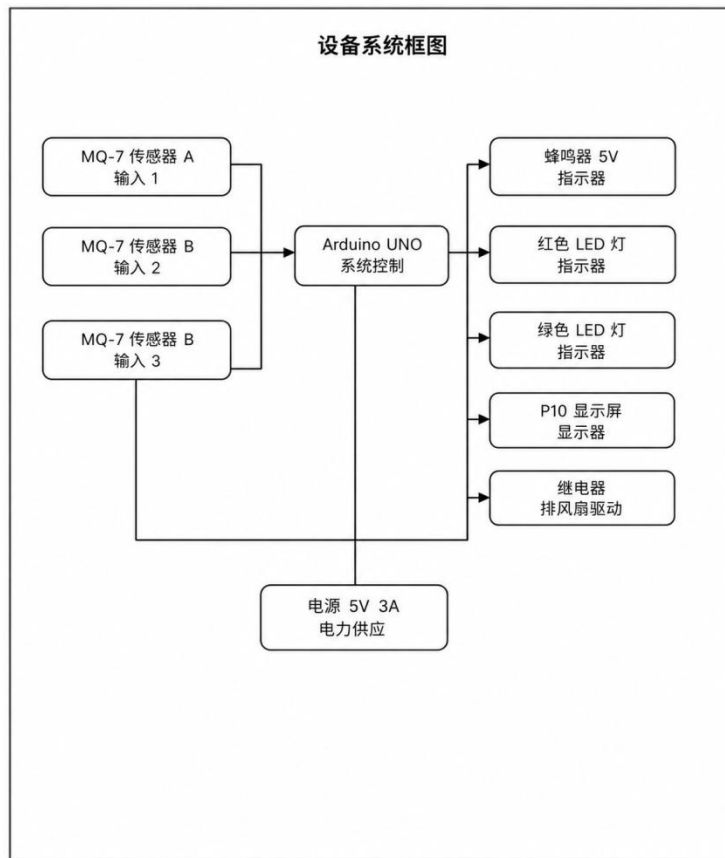 设备系统框图
MQ-7 传感器 A
输入 1
MQ-7 传感器 B
输入 2
MQ-7 传感器 B
输入 3
Arduino UNO
系统控制
蜂鸣器 5V
指示器
红色 LED 灯
指示器
绿色 LED 灯
指示器
P10 显示屏
显示器
继电器
排风扇驱动
电源 5V 3A
电力供应